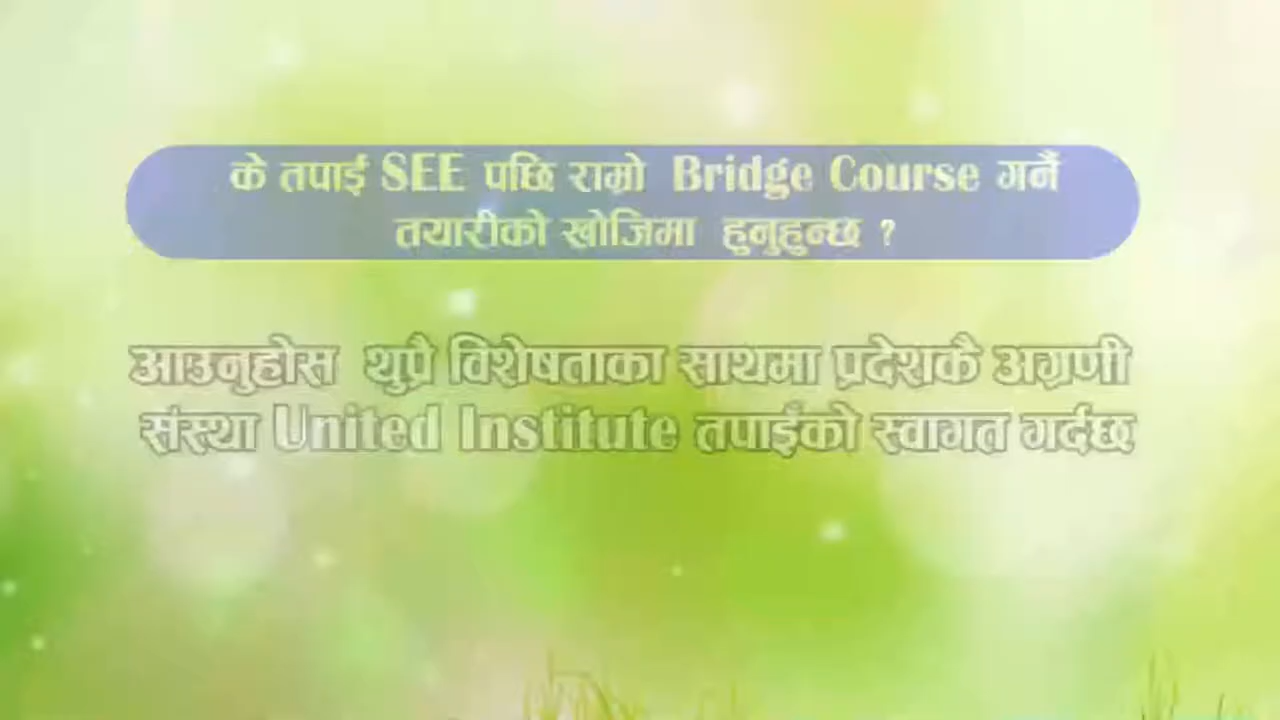 के तपाई SEE पछि राम्रो Bridge Course गर्ने
तयारीको खोजिमा हुनुहुन्छ ?
आउनुहोस थुप्रै विशेषताका साथमा प्रदेशकै अग्रणी
संस्था United Institute तपाईको स्वागत गर्दछ